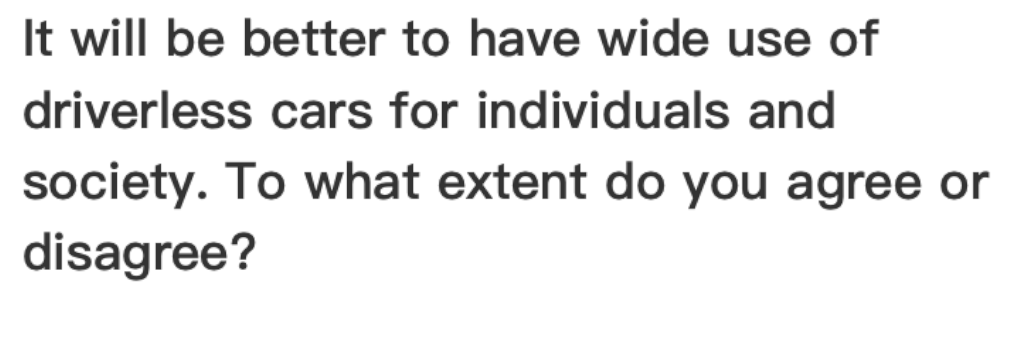 It will be better to have wide use of
driverless cars for individuals and
society. To what extent do you agree or
disagree?